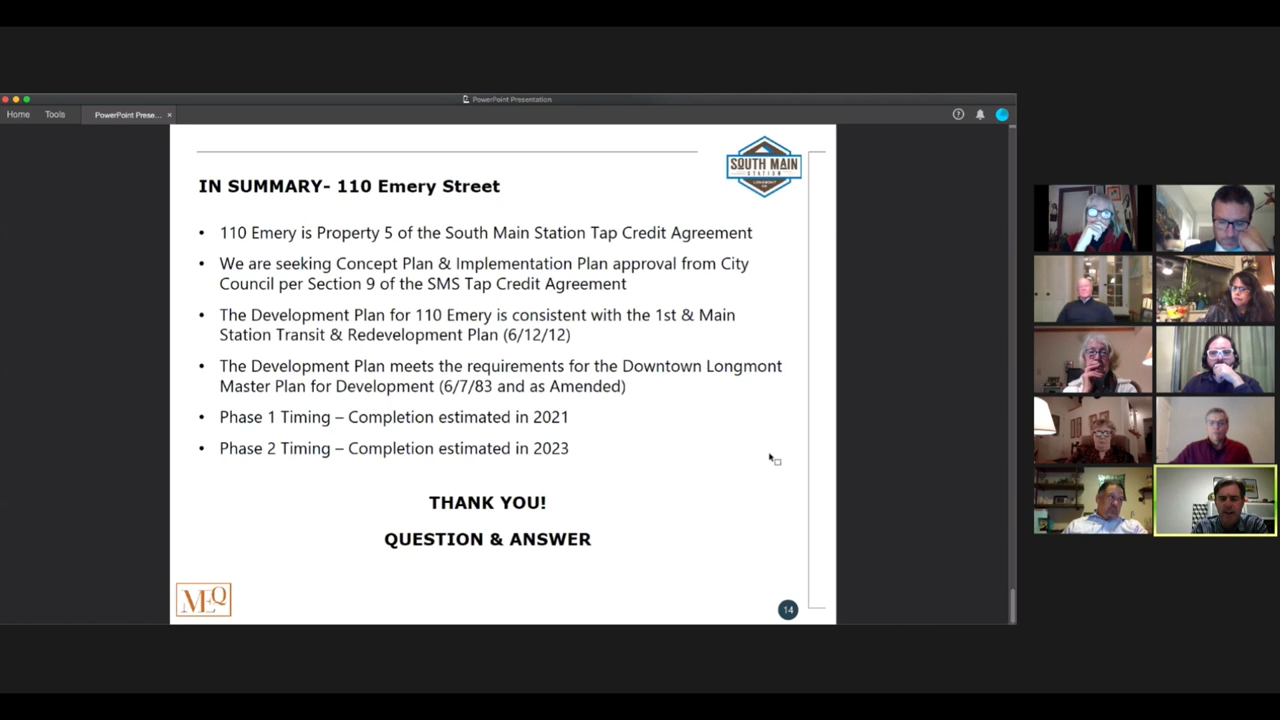 PowerPoint Presentation
Home Tools PowerPoint Prese... ×
SOUTH MAIN
STATION
IN SUMMARY- 110 Emery Street
• 110 Emery is Property 5 of the South Main Station Tap Credit Agreement
• We are seeking Concept Plan & Implementation Plan approval from City
Council per Section 9 of the SMS Tap Credit Agreement
• The Development Plan for 110 Emery is consistent with the 1st & Main
Station Transit & Redevelopment Plan (6/12/12)
• The Development Plan meets the requirements for the Downtown Longmont
Master Plan for Development (6/7/83 and as Amended)
• Phase 1 Timing – Completion estimated in 2021
• Phase 2 Timing – Completion estimated in 2023
THANK YOU!
QUESTION & ANSWER
MEQ
14